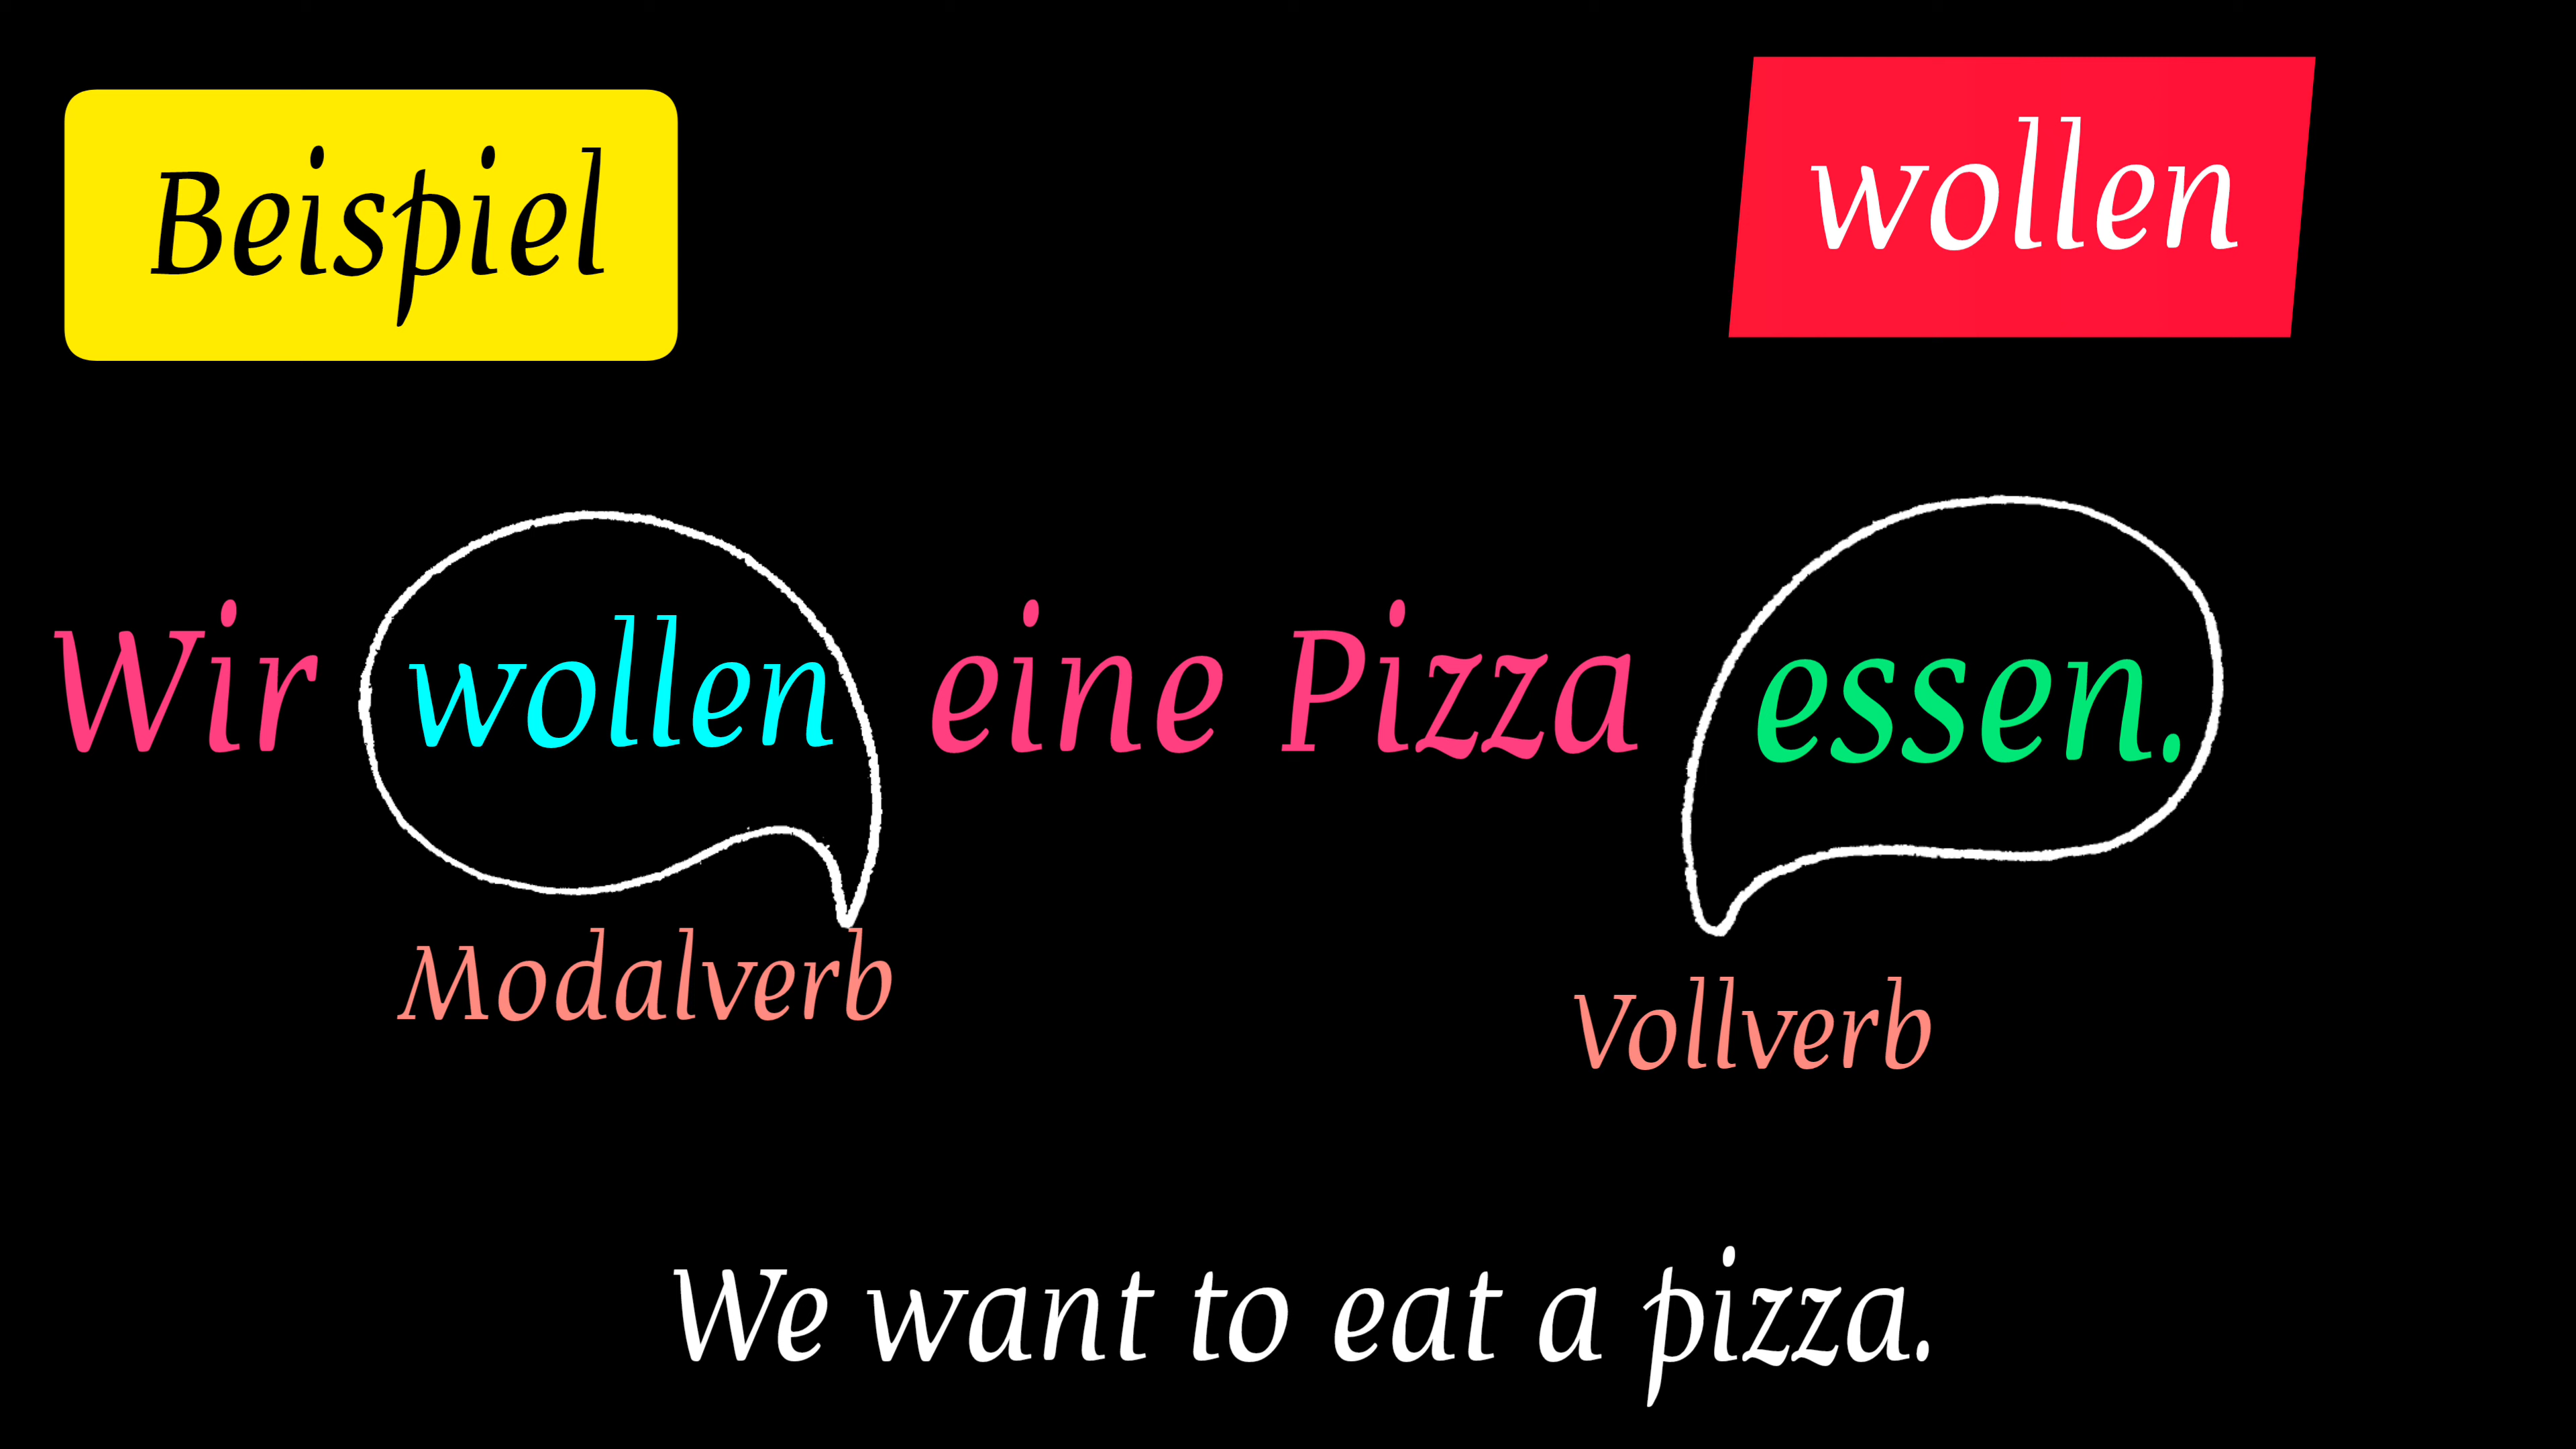 Beispiel
wollen
Wir wollen eine Pizza essen.
Modalverb
Vollverb
We want to eat a pizza.